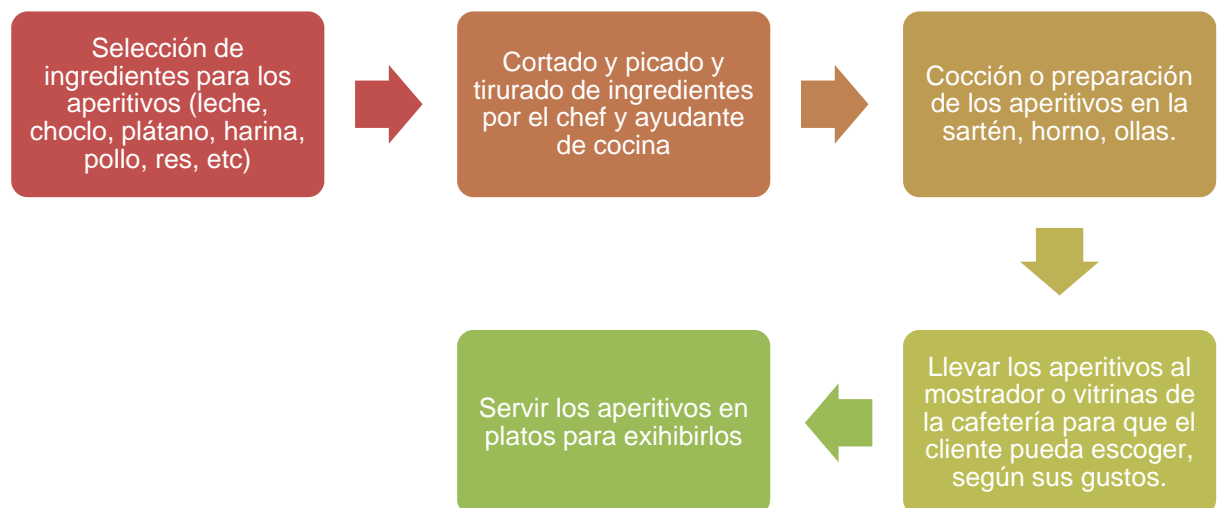 Selección de
ingredientes para los
aperitivos (leche,
choclo, plátano, harina,
pollo, res, etc)
Cortado y picado y
tirurado de ingredientes
por el chef y ayudante
de cocina
Cocción o preparación
de los aperitivos en la
sartén, horno, ollas.
Llevar los aperitivos al
mostrador o vitrinas de
la cafetería para que el
cliente pueda escoger,
según sus gustos.
Servir los aperitivos en
platos para exihibirlos